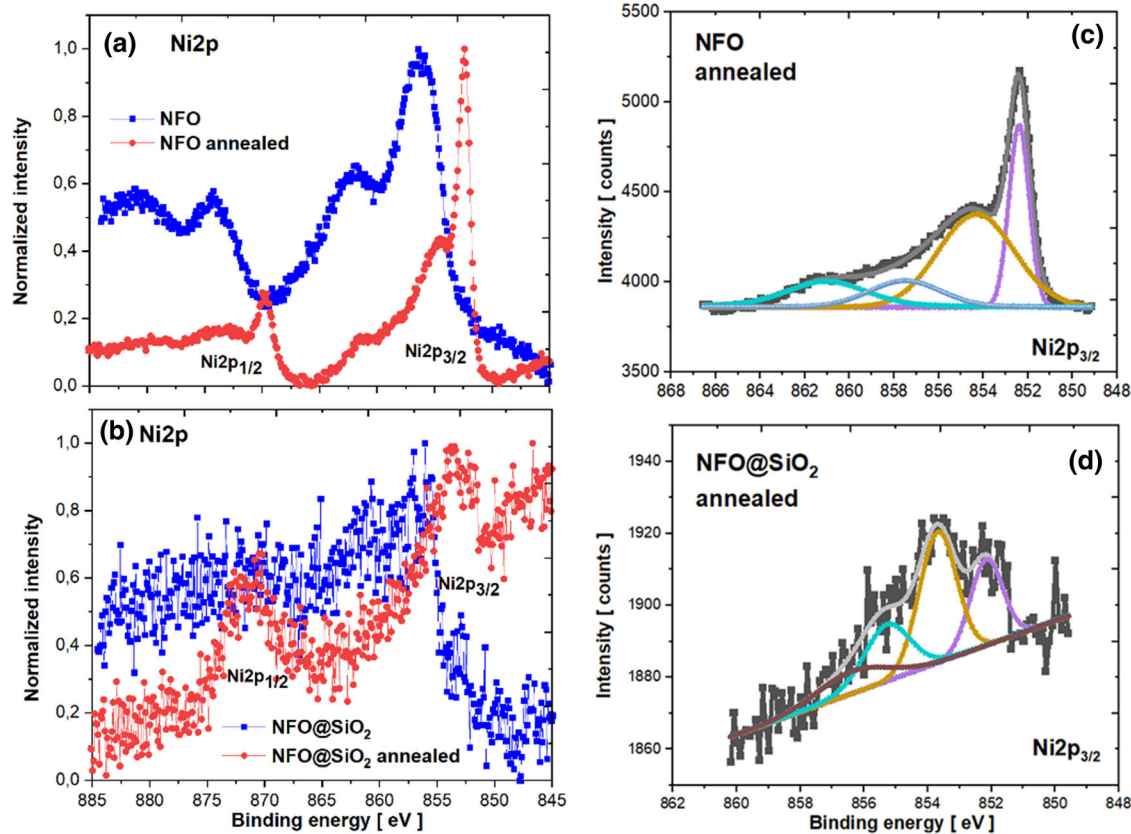 (a)
Ni2p
NFO
NFO annealed
Ni2p1/2
Ni2p3/2
Normalized intensity
1,0
0,8
0,6
0,4
0,2
0,0
(b)
Ni2p
Ni2p3/2
Ni2p1/2
NFO@SiO2
NFO@SiO2 annealed
Normalized intensity
1,0
0,8
0,6
0,4
0,2
0,0
885 880 875 870 865 860 855 850 845
Binding energy [ eV]
(c)
NFO
annealed
Ni2p3/2
Intensity [ counts]
5500
5000
4500
4000
3500
868 866 864 862 860 858 856 854 852 850 848
(d)
NFO@SiO2
annealed
Ni2p3/2
Intensity [ counts]
1940
1920
1900
1880
1860
862 860 858 856 854 852 850 848
Binding energy [ eV]